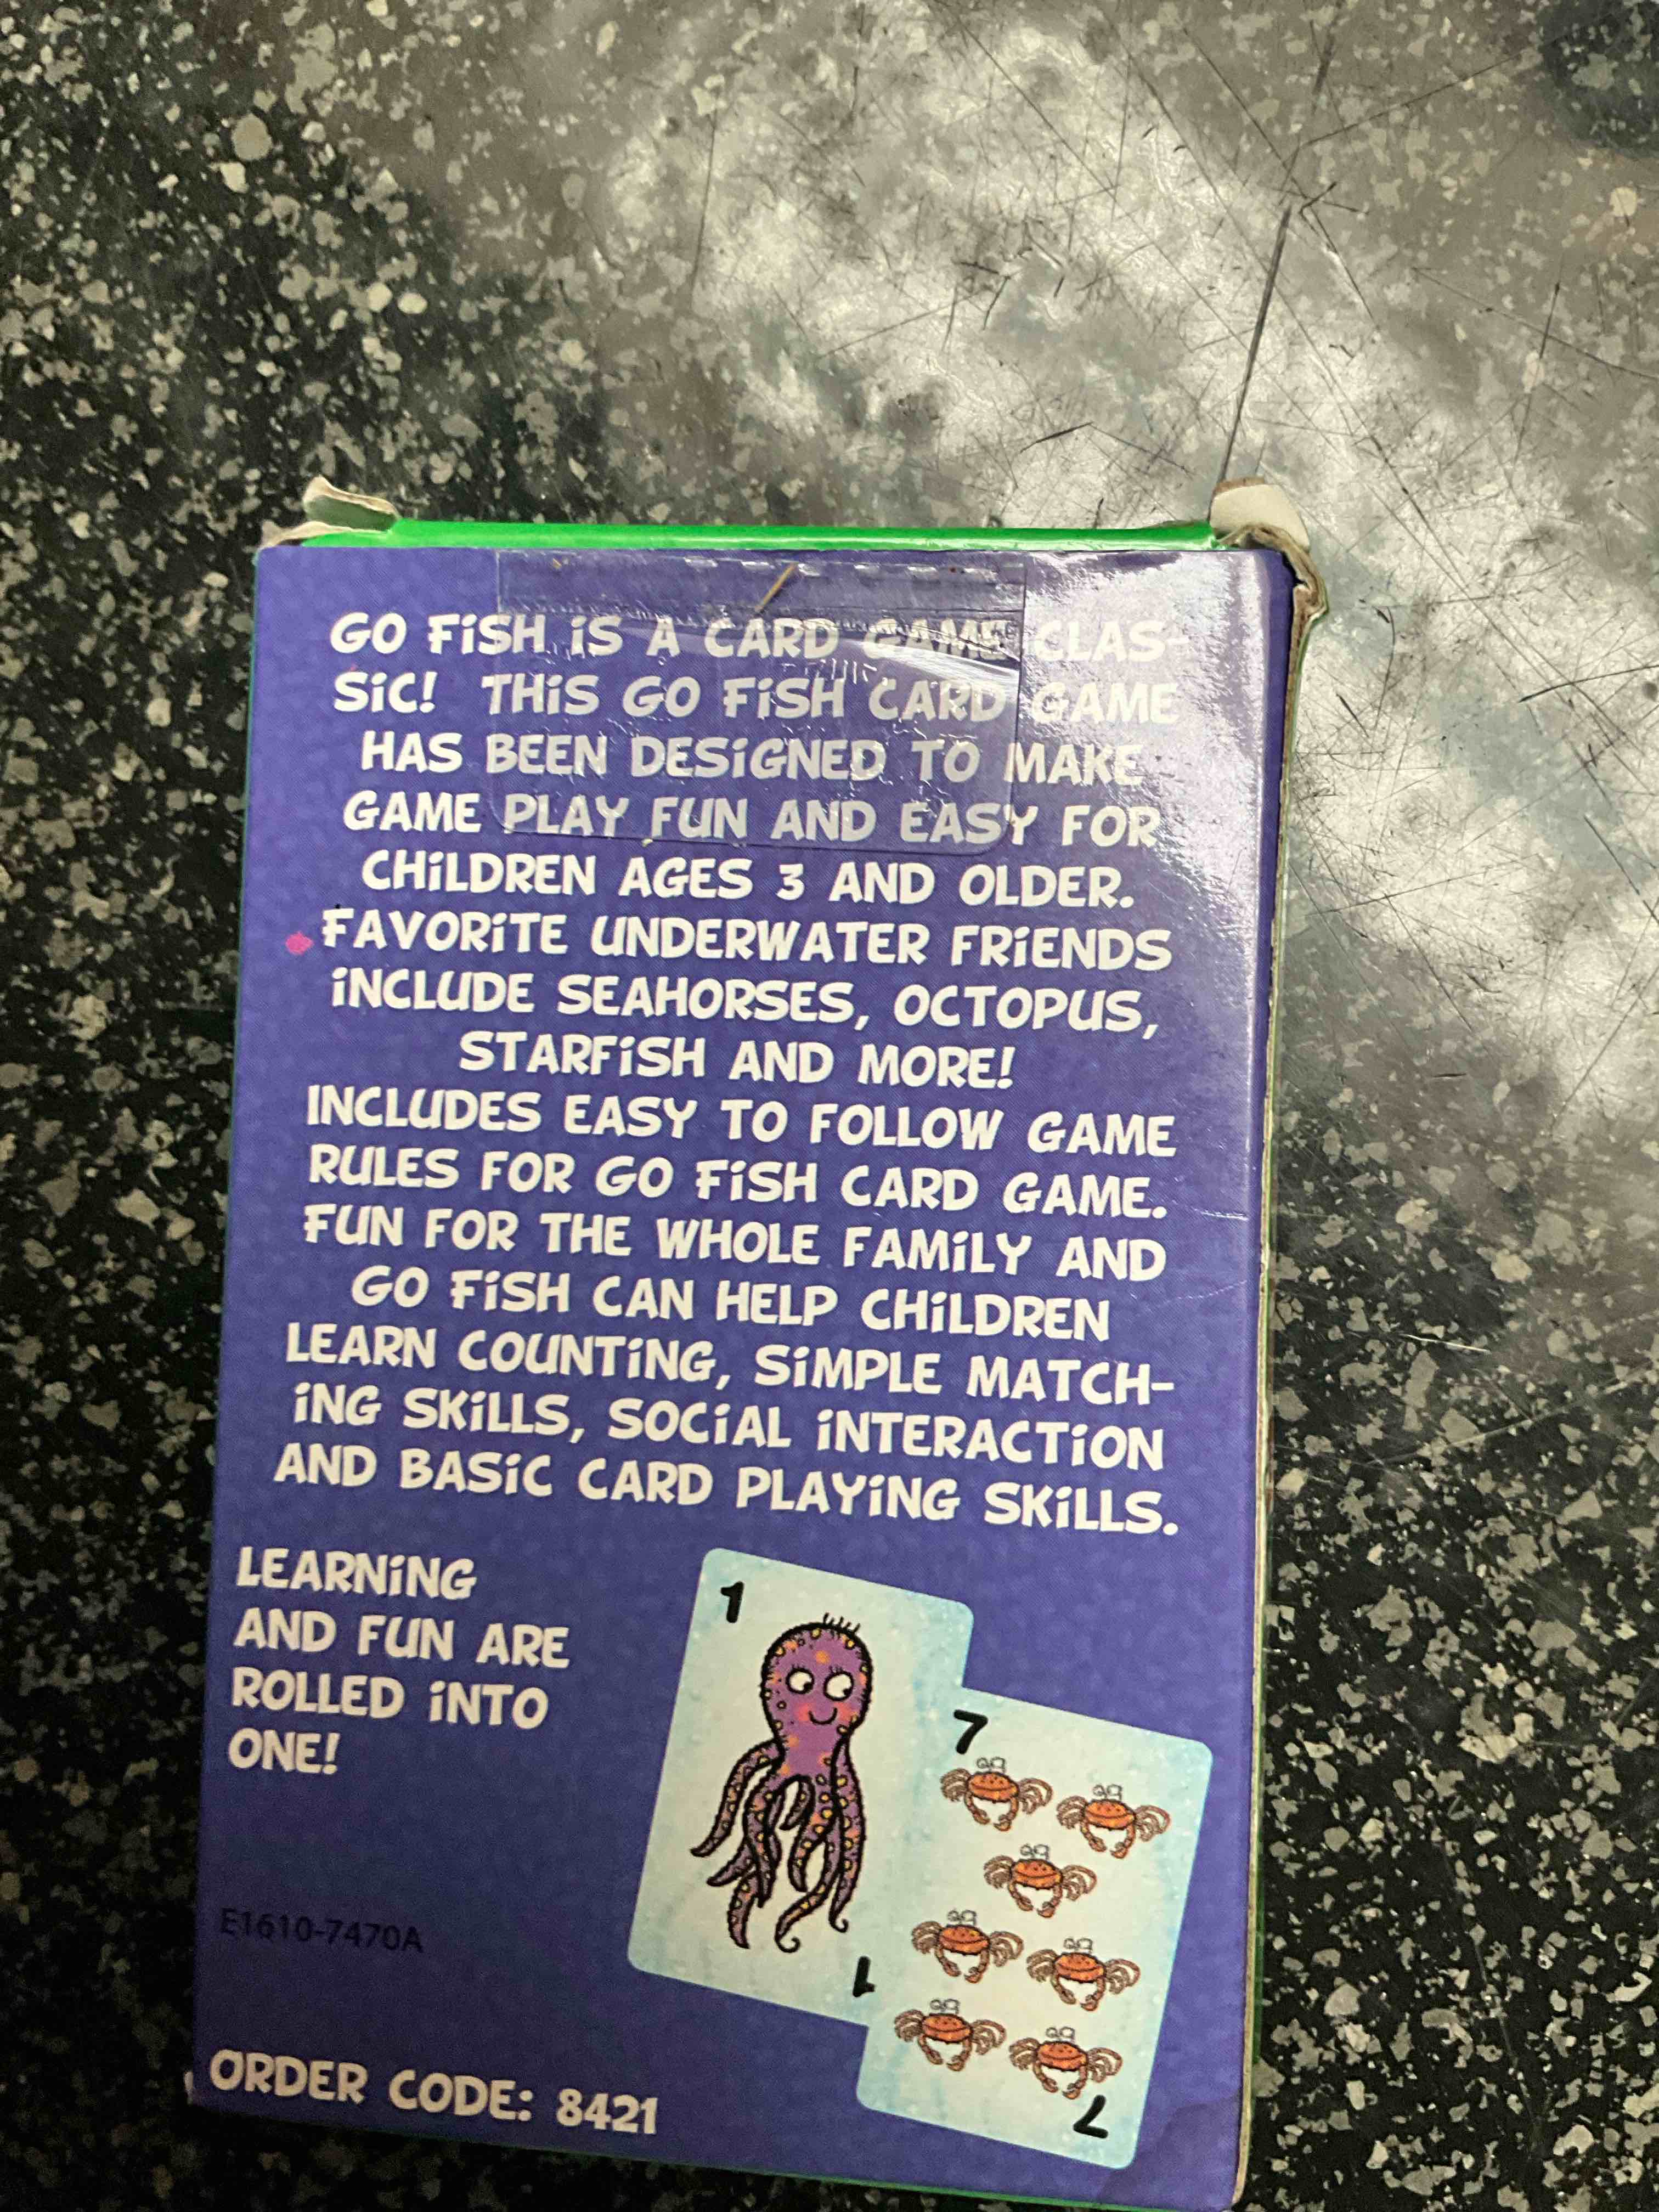 GO FiSH iS A CARD GAME CLAS-
SiC! THiS GO FiSH CARD GAME
HAS BEEN DESiGNED TO MAKE
GAME PLAY FUN AND EASY FOR
CHiLDREN AGES 3 AND OLDER.
FAVORiTE UNDERWATER FRiENDS
iNCLUDE SEAHORSES, OCTOPUS,
STARFiSH AND MORE!
INCLUDES EASY TO FOLLOW GAME
RULES FOR GO FiSH CARD GAME.
FUN FOR THE WHOLE FAMiLY AND
GO FiSH CAN HELP CHiLDREN
LEARN COUNTiNG, SiMPLE MATCH-
iNG SKiLLS, SOCiAL iNTERACTiON
AND BASiC CARD PLAYiNG SKiLLS.
LEARNiNG
AND FUN ARE
ROLLED iNTO
ONE!
1
7
1
7
E1610-7470A
ORDER CODE: 8421